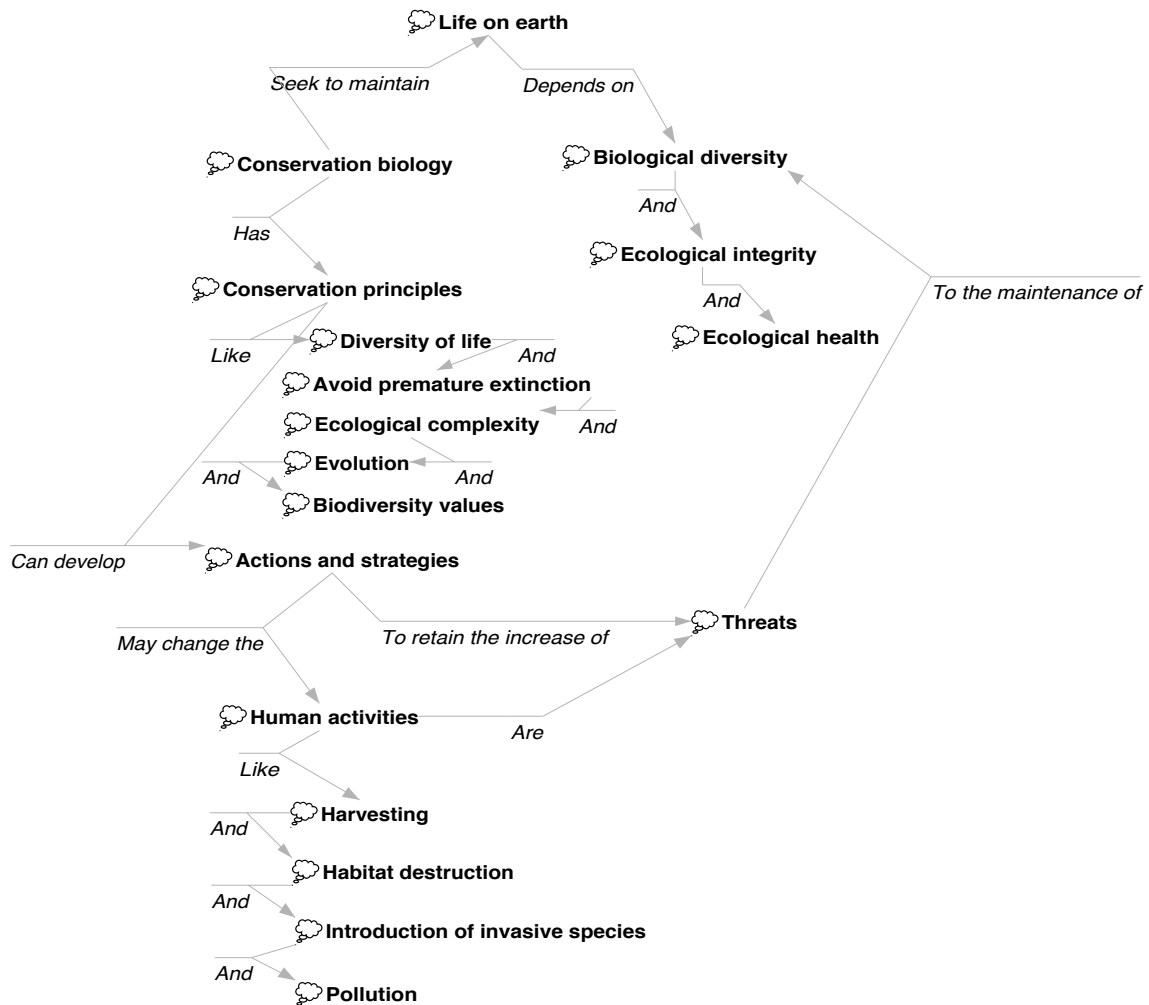 Life on earth
Seek to maintain
Depends on
Biological diversity
Conservation biology
And
Has
Ecological integrity
Conservation principles
To the maintenance of
And
Ecological health
Diversity of life
Like
And
Avoid premature extinction
Ecological complexity
And
Evolution
And
And
Biodiversity values
Can develop
Actions and strategies
Threats
May change the
To retain the increase of
Human activities
Are
Like
Harvesting
And
Habitat destruction
And
Introduction of invasive species
And
Pollution